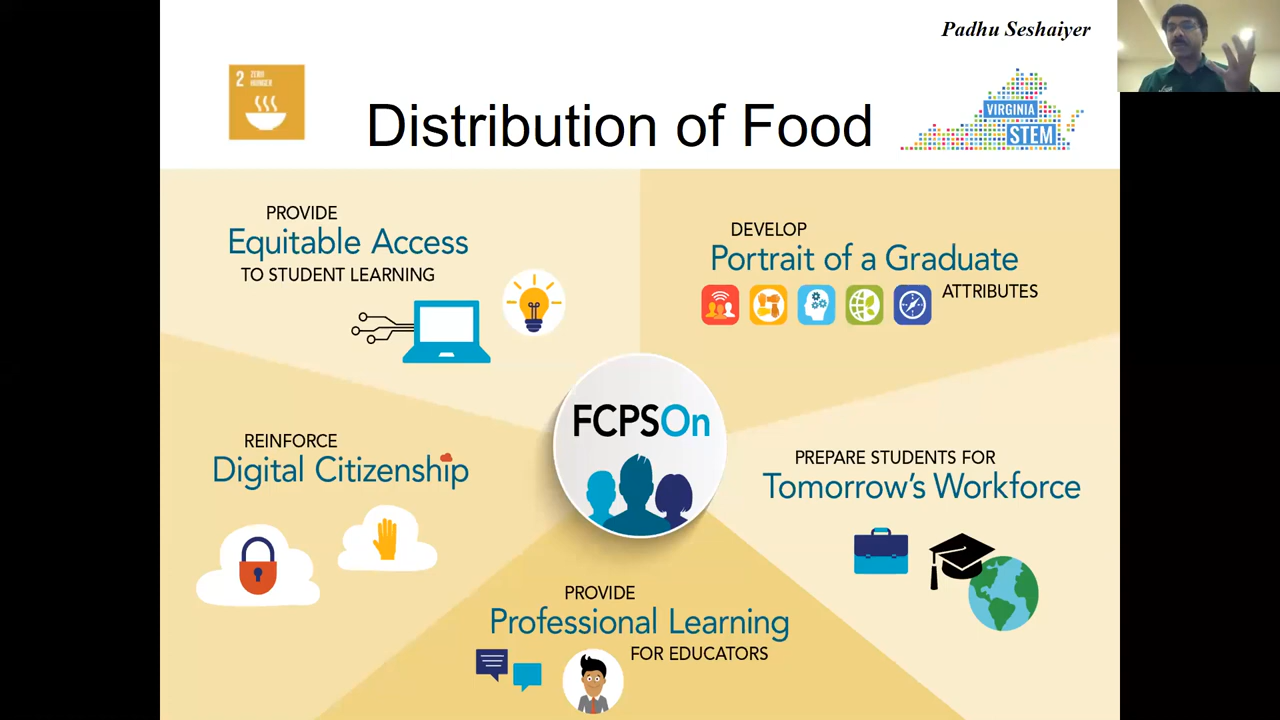 Padhu Seshaiyer
2 ZERO
HUNGER
Distribution of Food
VIRGINIA
STEM
PROVIDE
Equitable Access
TO STUDENT LEARNING
DEVELOP
Portrait of a Graduate
ATTRIBUTES
FCPSOn
REINFORCE
Digital Citizenship
PREPARE STUDENTS FOR
Tomorrow's Workforce
PROVIDE
Professional Learning
FOR EDUCATORS